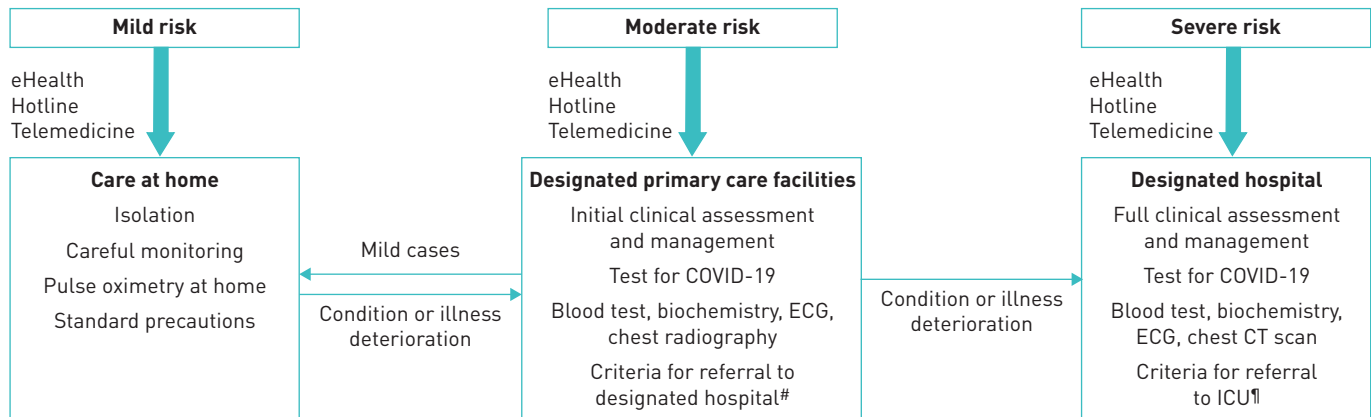 Mild risk
eHealth
Hotline
Telemedicine
Care at home
Isolation
Careful monitoring
Pulse oximetry at home
Standard precautions
Mild cases
Condition or illness
deterioration
Moderate risk
eHealth
Hotline
Telemedicine
Designated primary care facilities
Initial clinical assessment
and management
Test for COVID-19
Blood test, biochemistry, ECG,
chest radiography
Criteria for referral to
designated hospital#
Condition or illness
deterioration
Severe risk
eHealth
Hotline
Telemedicine
Designated hospital
Full clinical assessment
and management
Test for COVID-19
Blood test, biochemistry,
ECG, chest CT scan
Criteria for referral
to ICU¶